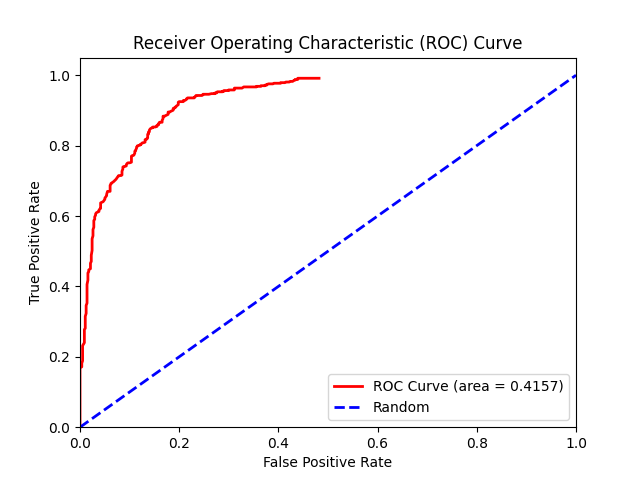 Receiver Operating Characteristic (ROC) Curve
1.0
0.8
0.6
0.4
0.2
0.0
True Positive Rate
ROC Curve (area = 0.4157)
Random
0.0 0.2 0.4 0.6 0.8 1.0
False Positive Rate